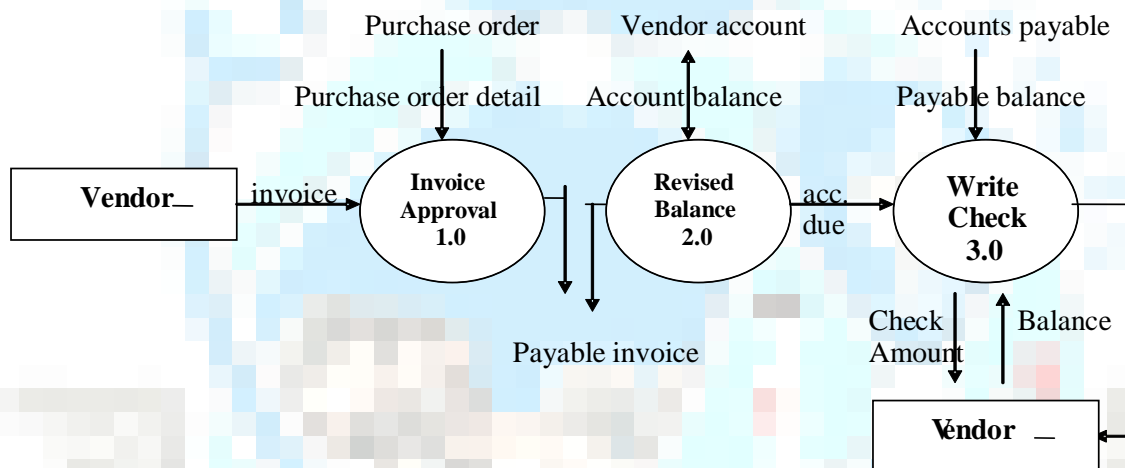 Purchase order
Vendor account
Accounts payable
Purchase order detail
Account balance
Payable balance
Vendor
invoice
Invoice
Approval
1.0
Revised
Balance
2.0
acc.
due
Write
Check
3.0
Payable invoice
Check
Amount
Balance
Vendor